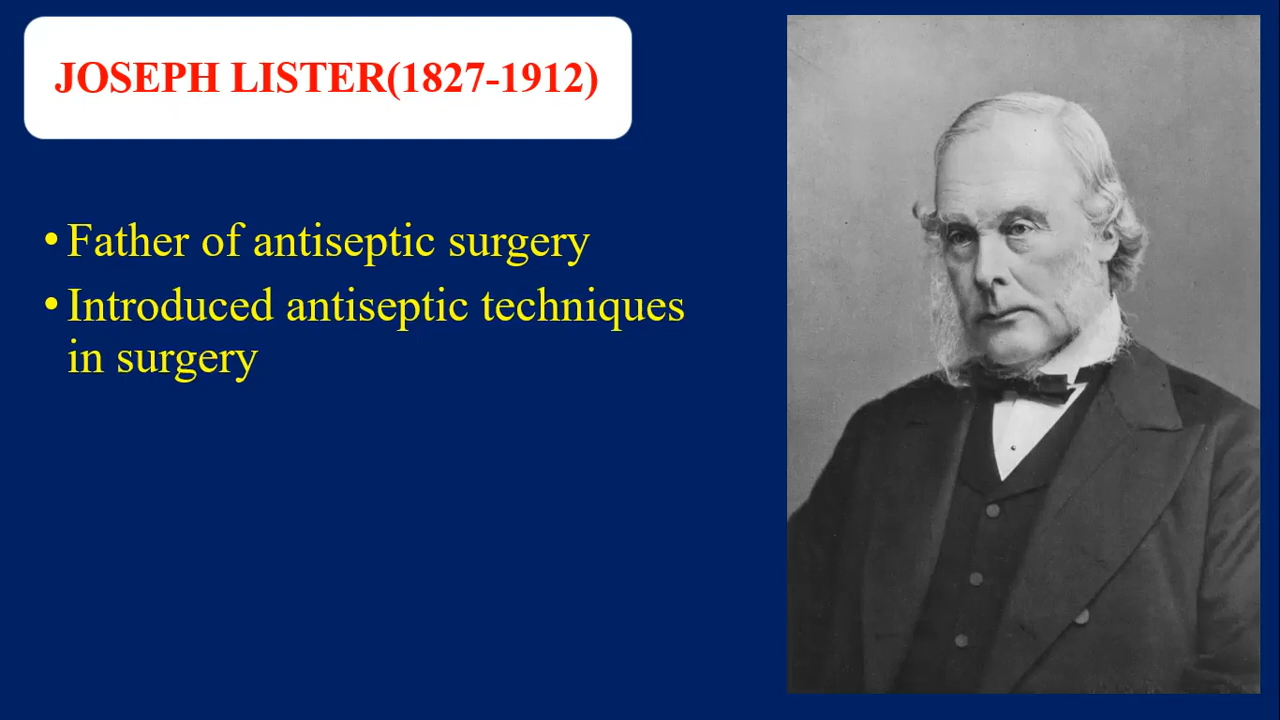 JOSEPH LISTER(1827-1912)
• Father of antiseptic surgery
• Introduced antiseptic techniques
in surgery